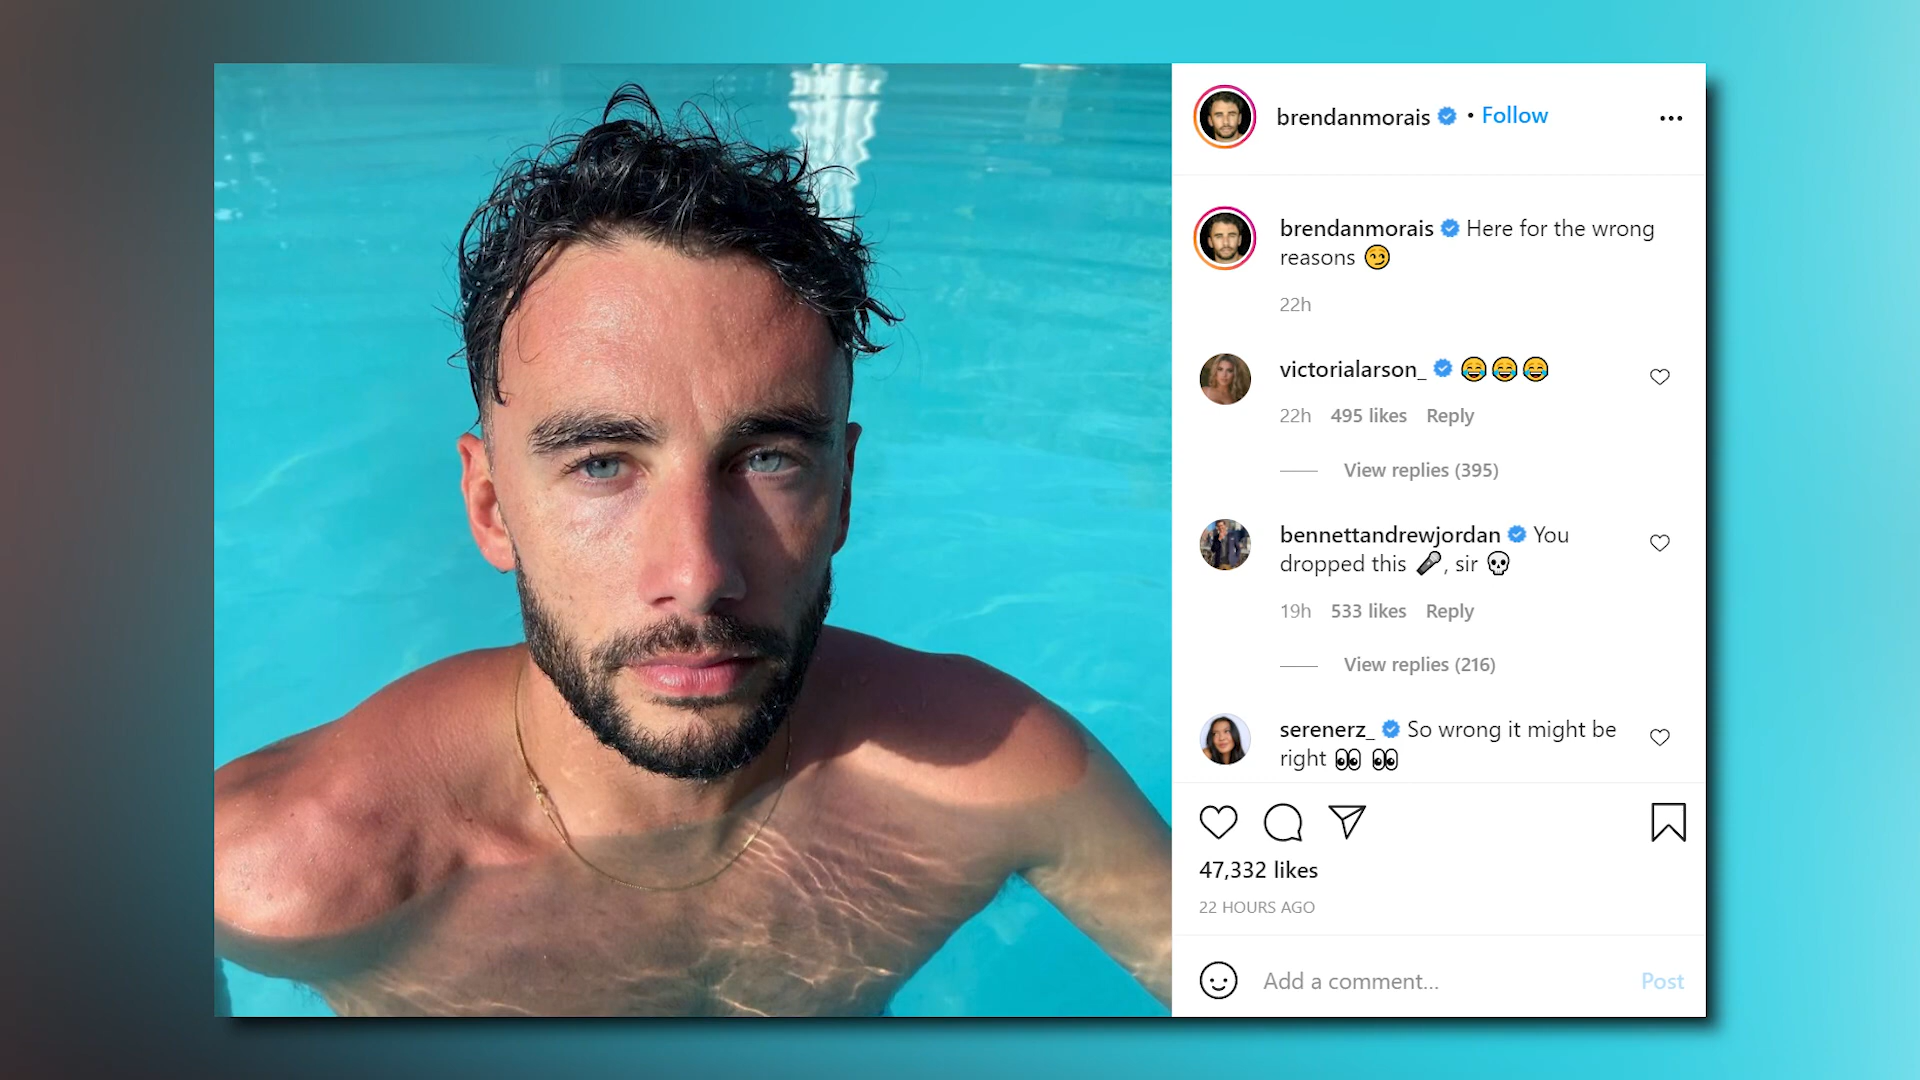 brendanmorais • Follow
brendanmorais Here for the wrong
reasons 😏
22h
victorialarson_ 😂😂😂
22h 495 likes Reply
View replies (395)
bennettandrewjordan You
dropped this 🎤, sir 💀
19h 533 likes Reply
View replies (216)
serenerz_ So wrong it might be
right 👀 👀
47,332 likes
22 HOURS AGO
Add a comment...
Post